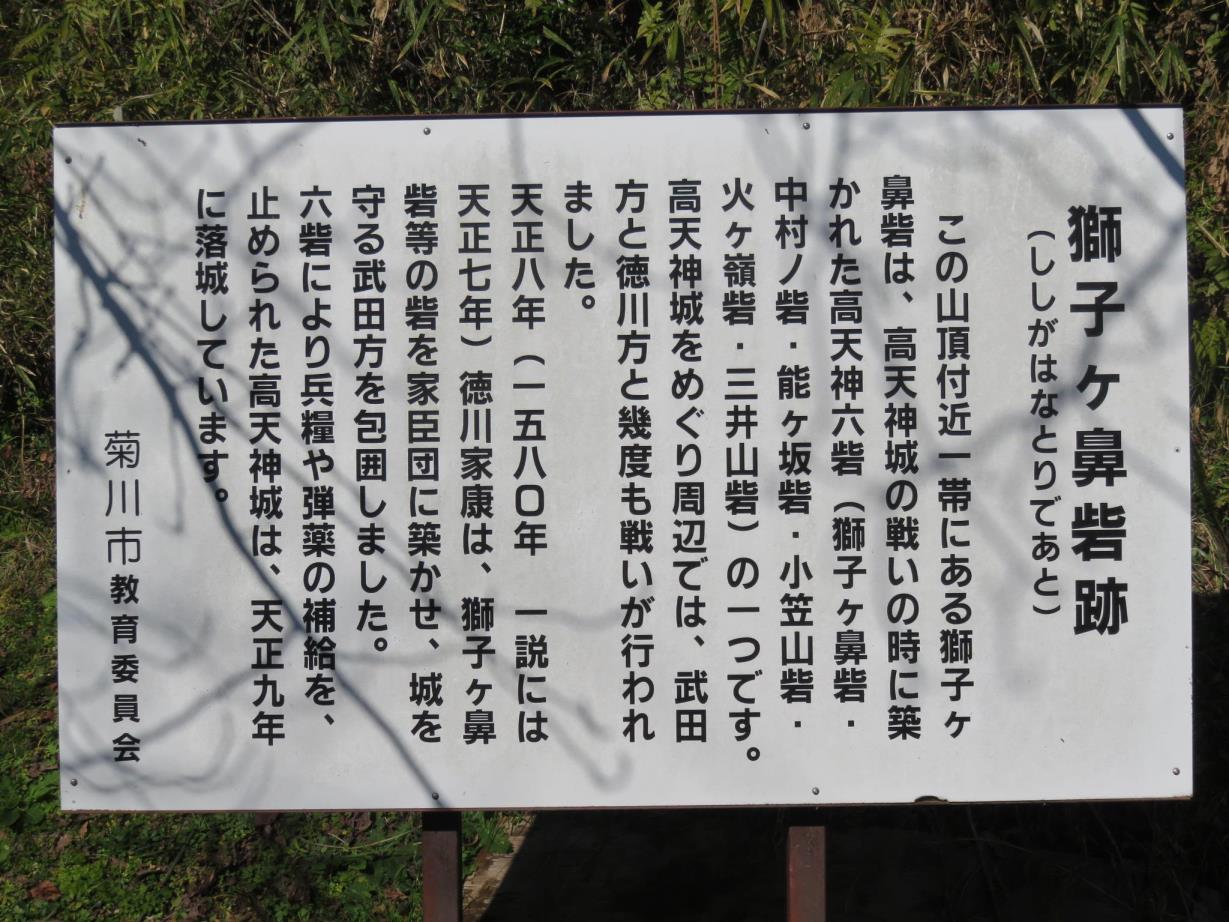 獅子ヶ鼻砦跡
（ししがはなとりであと）
この山頂付近一帯にある獅子ヶ
鼻砦は、高天神城の戦いの時に築
かれた高天神六砦（獅子ヶ鼻砦・
中村ノ砦・能ヶ坂砦・小笠山砦・
火ヶ嶺砦・三井山砦）の一つです。
高天神城をめぐり周辺では、武田
方と徳川方と幾度も戦いが行われ
ました。
天正八年（一五八〇年　一説には
天正七年）徳川家康は、獅子ヶ鼻
砦等の砦を家臣団に築かせ、城を
守る武田方を包囲しました。
六砦により兵糧や弾薬の補給を、
止められた高天神城は、天正九年
に落城しています。
菊川市教育委員会